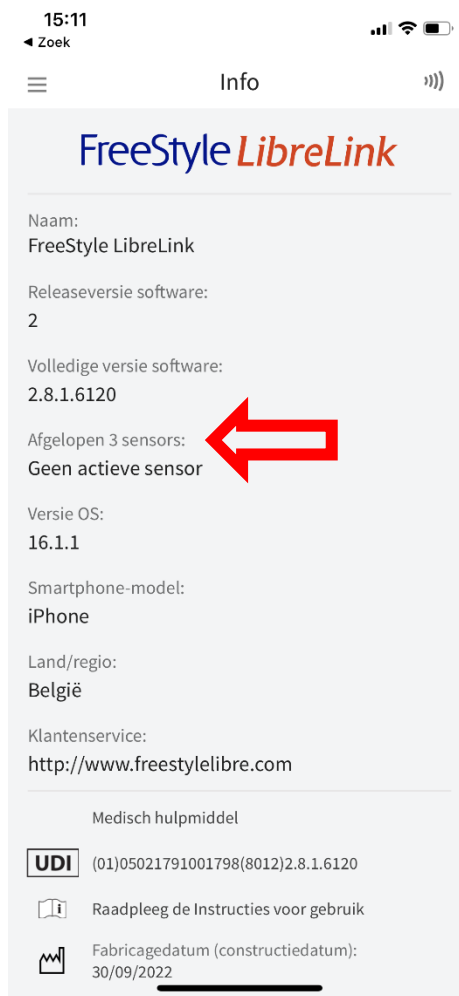 15:11
◀ Zoek
Info
FreeStyle LibreLink
Naam:
FreeStyle LibreLink
Releaseversie software:
2
Volledige versie software:
2.8.1.6120
Afgelopen 3 sensors:
Geen actieve sensor
Versie OS:
16.1.1
Smartphone-model:
iPhone
Land/regio:
België
Klantenservice:
http://www.freestylelibre.com
Medisch hulpmiddel
UDI (01)05021791001798(8012)2.8.1.6120
Raadpleeg de Instructies voor gebruik
Fabricagedatum (constructiedatum):
30/09/2022